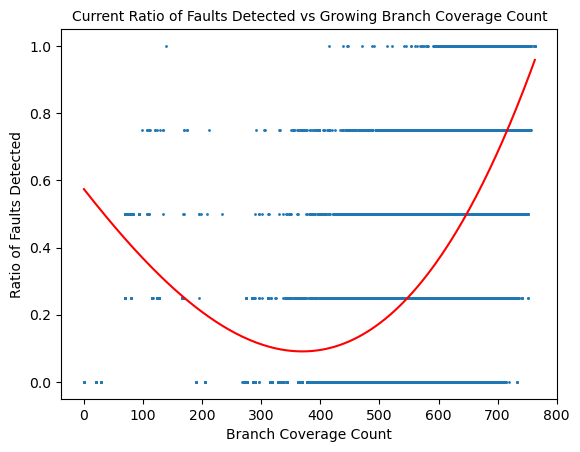 Current Ratio of Faults Detected vs Growing Branch Coverage Count
1.0
0.8
0.6
0.4
0.2
0.0
Ratio of Faults Detected
0 100 200 300 400 500 600 700 800
Branch Coverage Count